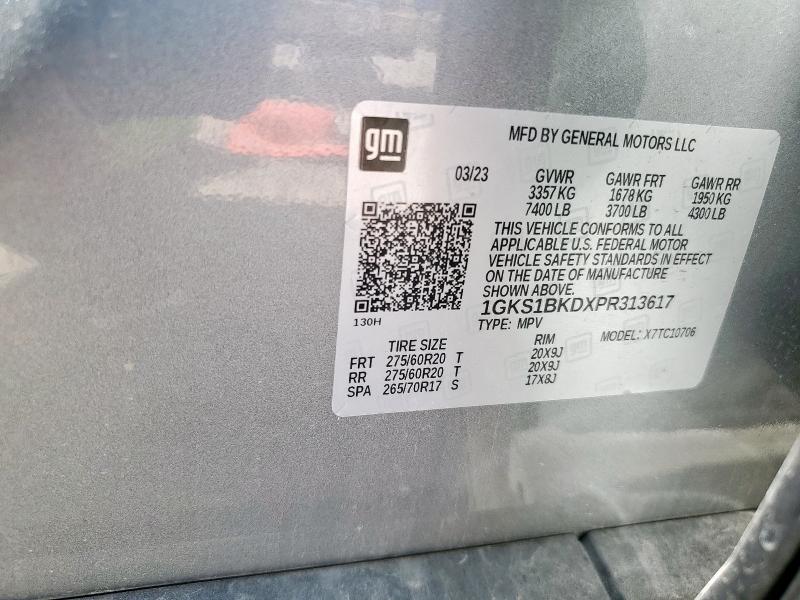 gm
MFD BY GENERAL MOTORS LLC
03/23 GVWR GAWR FRT GAWR RR
3357 KG 1678 KG 1950 KG
7400 LB 3700 LB 4300 LB
THIS VEHICLE CONFORMS TO ALL
APPLICABLE U.S. FEDERAL MOTOR
VEHICLE SAFETY STANDARDS IN EFFECT
ON THE DATE OF MANUFACTURE
SHOWN ABOVE.
1GKS1BKDXPR313617
130H
TYPE: MPV MODEL: X7TC10706
TIRE SIZE RIM
FRT 275/60R20 T 20X9J
RR 275/60R20 T 20X9J
SPA 265/70R17 S 17X8J